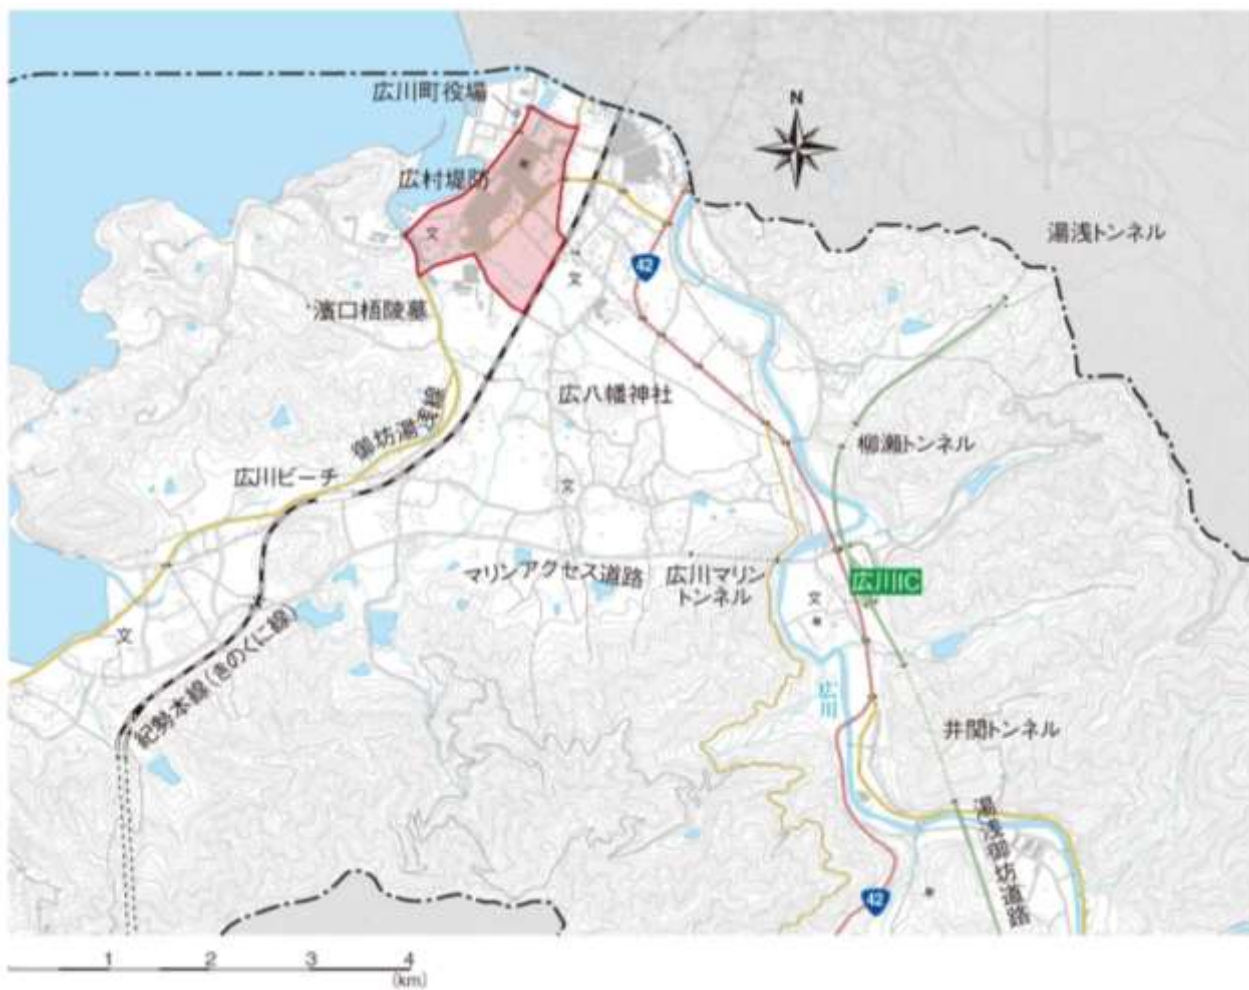 N
広川町役場
広村堤防
湯浅トンネル
42
濱口梧陵墓
広八幡神社
御坊湯浅線
柳瀬トンネル
広川ビーチ
マリンアクセス道路
広川マリン
トンネル
広川IC
文
文
文
文
文
紀勢本線(きのくに線)
広川
井関トンネル
湯浅御坊道路
42
1 2 3 4
(km)